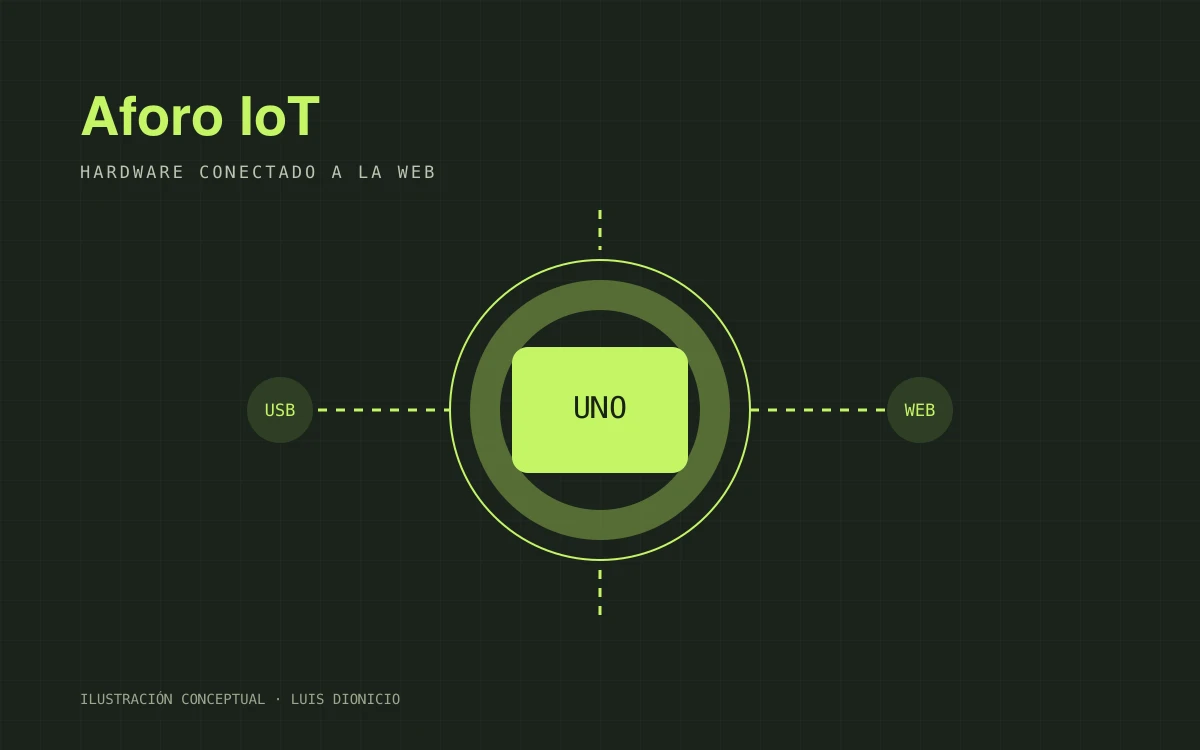 Aforo IoT
HARDWARE CONECTADO A LA WEB
USB
UNO
WEB
ILUSTRACIÓN CONCEPTUAL · LUIS DIONICIO